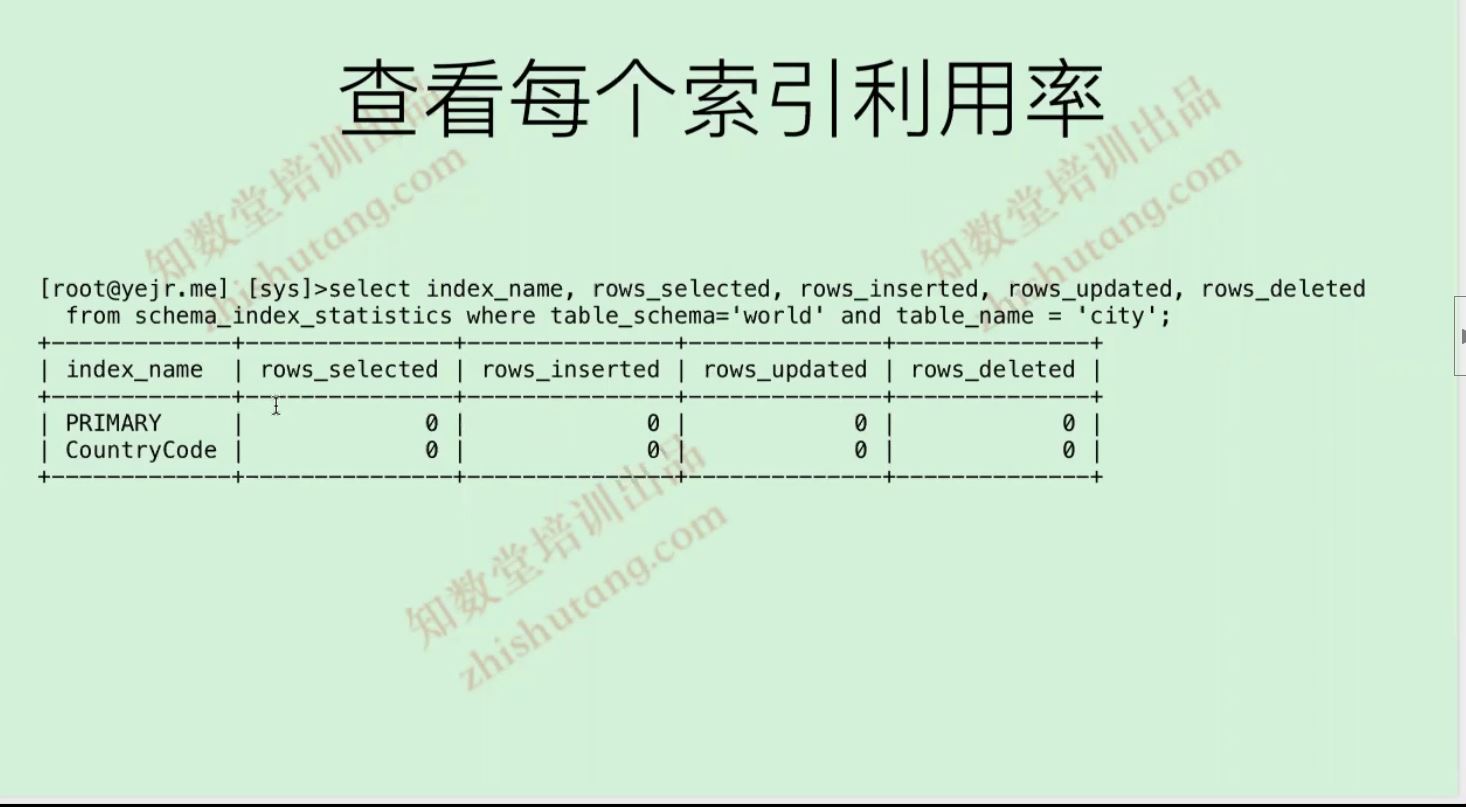 查看每个索引利用率
知数堂培训出品
zhishutang.com
知数堂培训出品
zhishutang.com
[root@yejr.me] [sys]>select index_name, rows_selected, rows_inserted, rows_updated, rows_deleted
from schema_index_statistics where table_schema='world' and table_name = 'city';
+--------------+----------------+----------------+---------------+---------------+
| index_name | rows_selected | rows_inserted | rows_updated | rows_deleted |
+--------------+----------------+----------------+---------------+---------------+
| PRIMARY | 0 | 0 | 0 | 0 |
| CountryCode | 0 | 0 | 0 | 0 |
+--------------+----------------+----------------+---------------+---------------+
知数堂培训出品
zhishutang.com